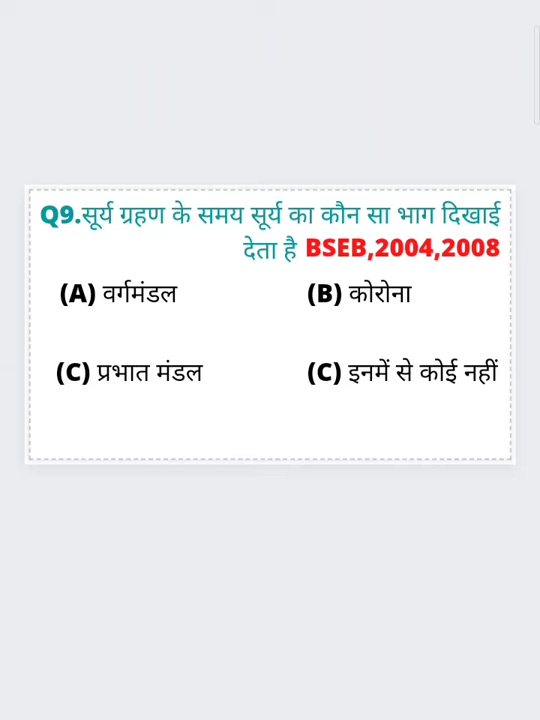 Q9.सूर्य ग्रहण के समय सूर्य का कौन सा भाग दिखाई
देता है BSEB,2004,2008
(A) वर्गमंडल (B) कोरोना
(C) प्रभात मंडल (C) इनमें से कोई नहीं